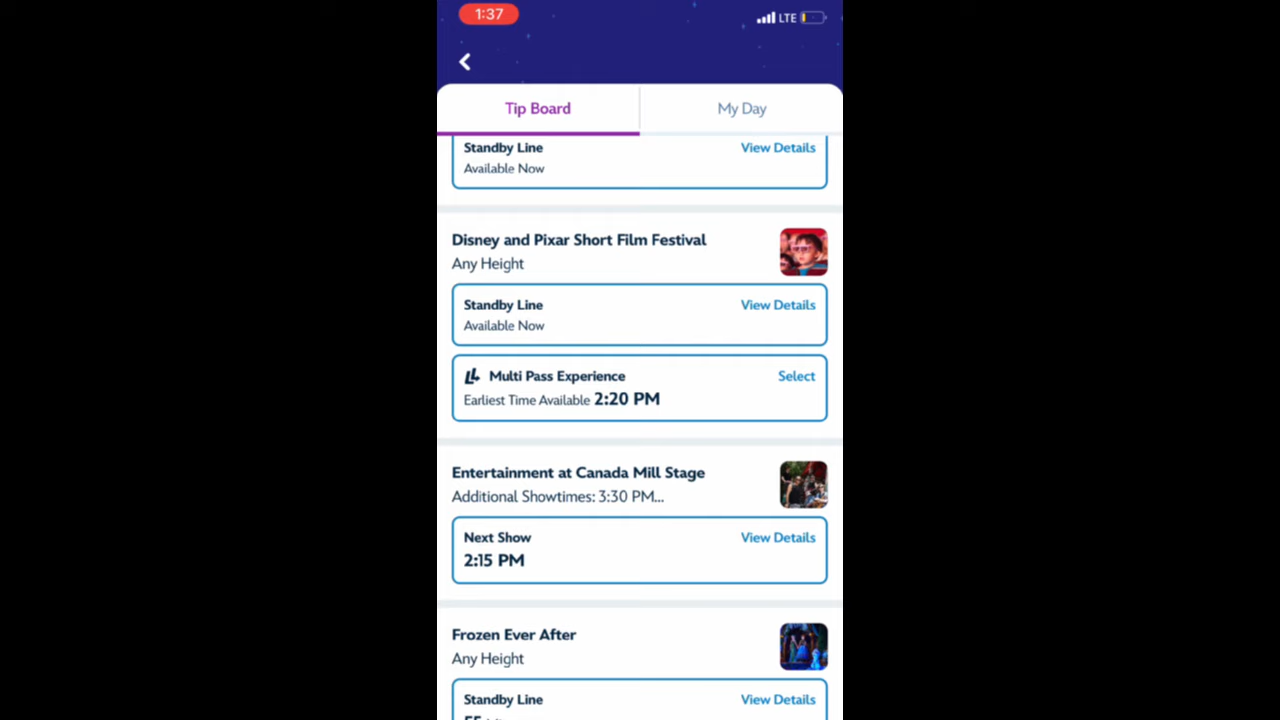 1:37
LTE
Tip Board
My Day
Standby Line
View Details
Available Now
Disney and Pixar Short Film Festival
Any Height
Standby Line
View Details
Available Now
Multi Pass Experience
Select
Earliest Time Available 2:20 PM
Entertainment at Canada Mill Stage
Additional Showtimes: 3:30 PM...
Next Show
View Details
2:15 PM
Frozen Ever After
Any Height
Standby Line
View Details